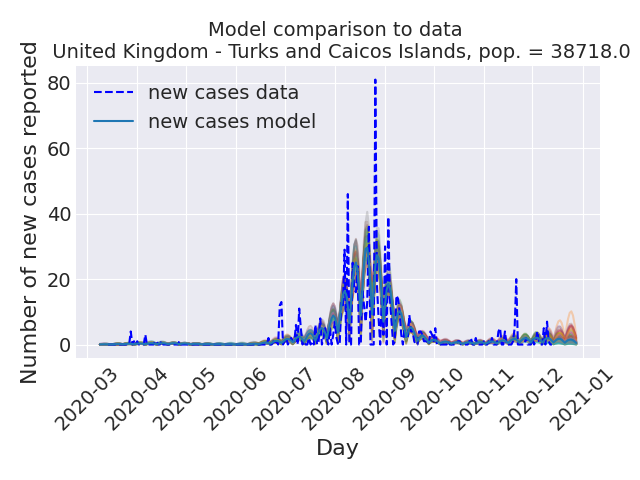 Model comparison to data
United Kingdom - Turks and Caicos Islands, pop. = 38718.0
Number of new cases reported
80
60
40
20
0
new cases data
new cases model
2020-03
2020-04
2020-05
2020-06
2020-07
2020-08
2020-09
2020-10
2020-11
2020-12
2021-01
Day